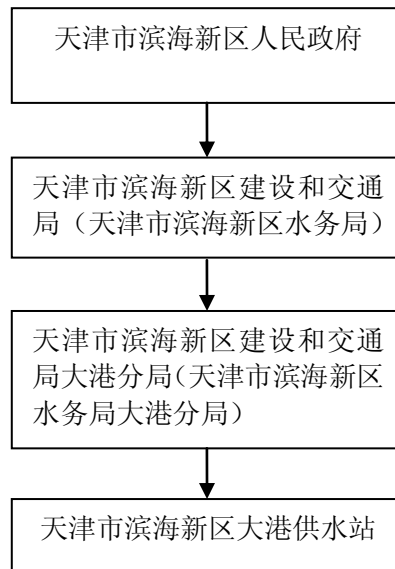 天津市滨海新区人民政府
天津市滨海新区建设和交通
局（天津市滨海新区水务局）
天津市滨海新区建设和交通
局大港分局（天津市滨海新区
水务局大港分局）
天津市滨海新区大港供水站